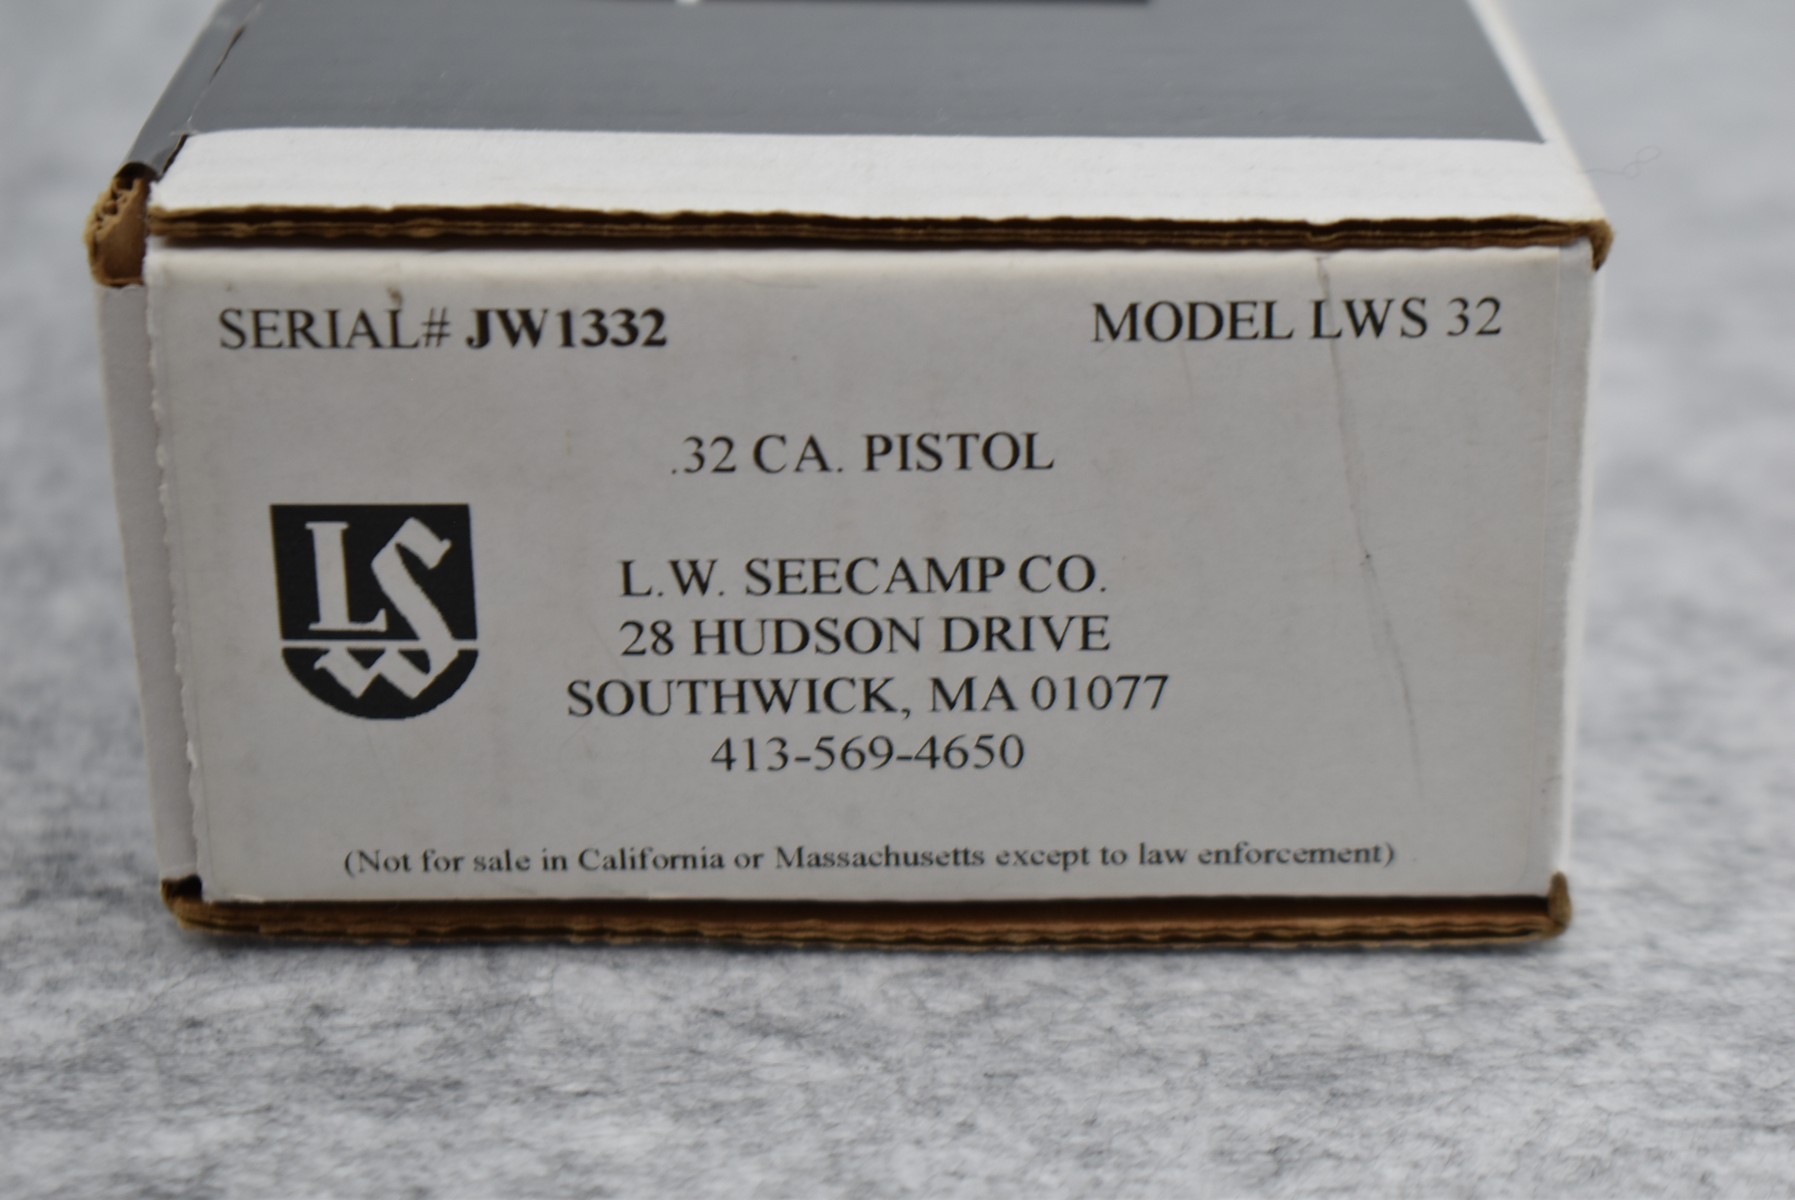 SERIAL# JW1332 MODEL LWS 32
.32 CA. PISTOL
LSW
L.W. SEECAMP CO.
28 HUDSON DRIVE
SOUTHWICK, MA 01077
413-569-4650
(Not for sale in California or Massachusetts except to law enforcement)